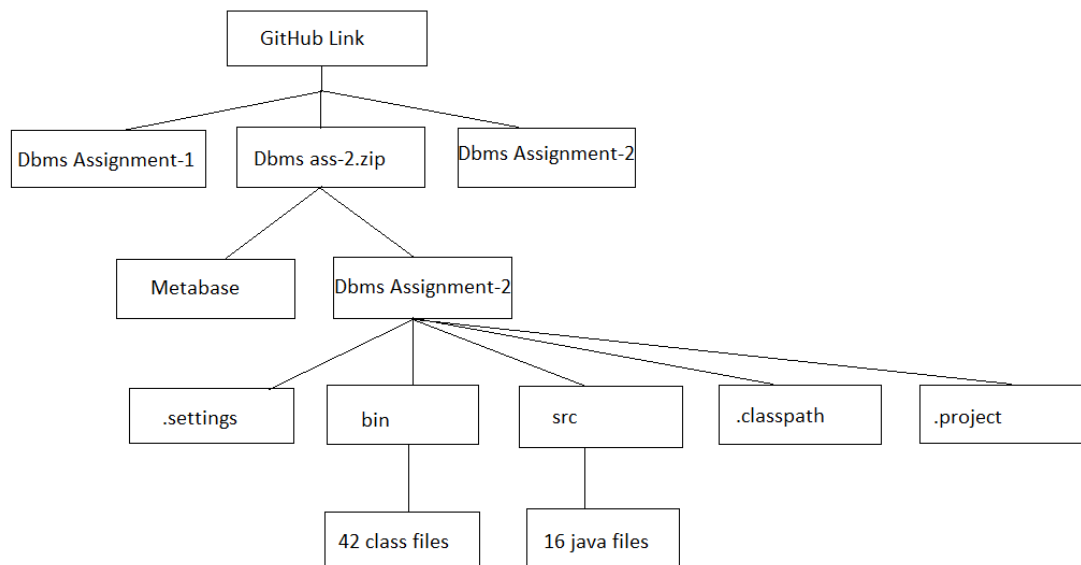 GitHub Link
Dbms Assignment-1
Dbms ass-2.zip
Dbms Assignment-2
Metabase
Dbms Assignment-2
.settings
bin
src
.classpath
.project
42 class files
16 java files